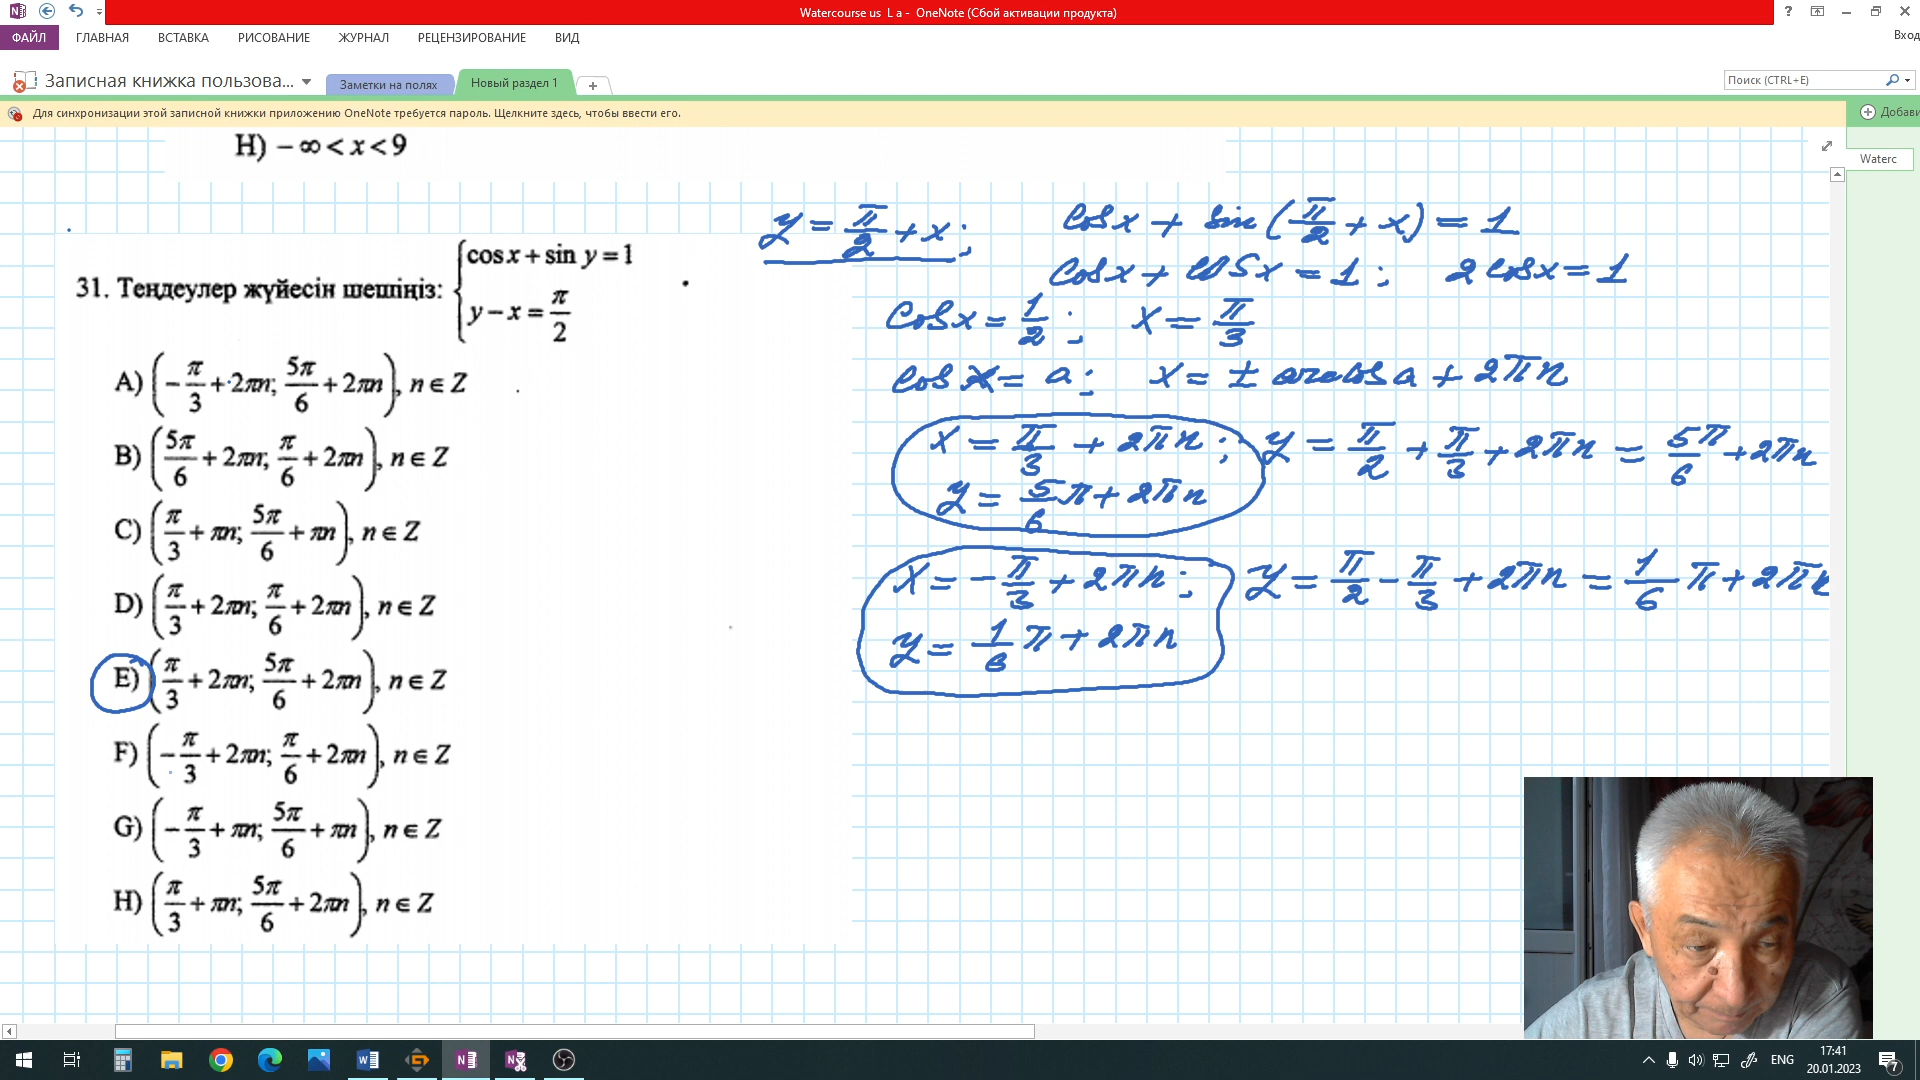 Watercourse us L a - OneNote (Сбой активации продукта)
ФАЙЛ ГЛАВНАЯ ВСТАВКА РИСОВАНИЕ ЖУРНАЛ РЕЦЕНЗИРОВАНИЕ ВИД
Вход
Записная книжка пользова...
Заметки на полях
Новый раздел 1
Поиск (CTRL+E)
Для синхронизации этой записной книжки приложению OneNote требуется пароль. Щелкните здесь, чтобы ввести его.
Добави
Waterc
H) − ∞ < x < 9
31. Теңдеулер жүйесін шешіңіз: { cos x + sin y = 1
y − x = π/2
A) (−π/3 + 2πn; 5π/6 + 2πn), n ∈ Z
B) (5π/6 + 2πn; π/6 + 2πn), n ∈ Z
C) (π/3 + πn; 5π/6 + πn), n ∈ Z
D) (π/3 + 2πn; π/6 + 2πn), n ∈ Z
E) (π/3 + 2πn; 5π/6 + 2πn), n ∈ Z
F) (−π/3 + 2πn; π/6 + 2πn), n ∈ Z
G) (−π/3 + πn; 5π/6 + πn), n ∈ Z
H) (π/3 + πn; 5π/6 + 2πn), n ∈ Z
y = π/2 + x; cos x + sin (π/2 + x) = 1
cos x + cos x = 1; 2 cos x = 1
cos x = 1/2; x = π/3
cos x = a; x = ± arccos a + 2πn
x = π/3 + 2πn; y = π/2 + π/3 + 2πn = 5π/6 + 2πn
y = 5/6 π + 2πn
x = −π/3 + 2πn; y = π/2 − π/3 + 2πn = 1/6 π + 2πn
y = 1/6 π + 2πn
ENG
17:41
20.01.2023
7